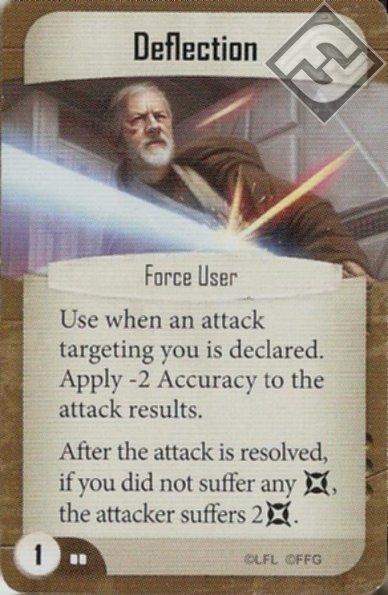 Deflection
Force User
Use when an attack
targeting you is declared.
Apply -2 Accuracy to the
attack results.
After the attack is resolved,
if you did not suffer any ,
the attacker suffers 2 .
1
©LFL ©FFG